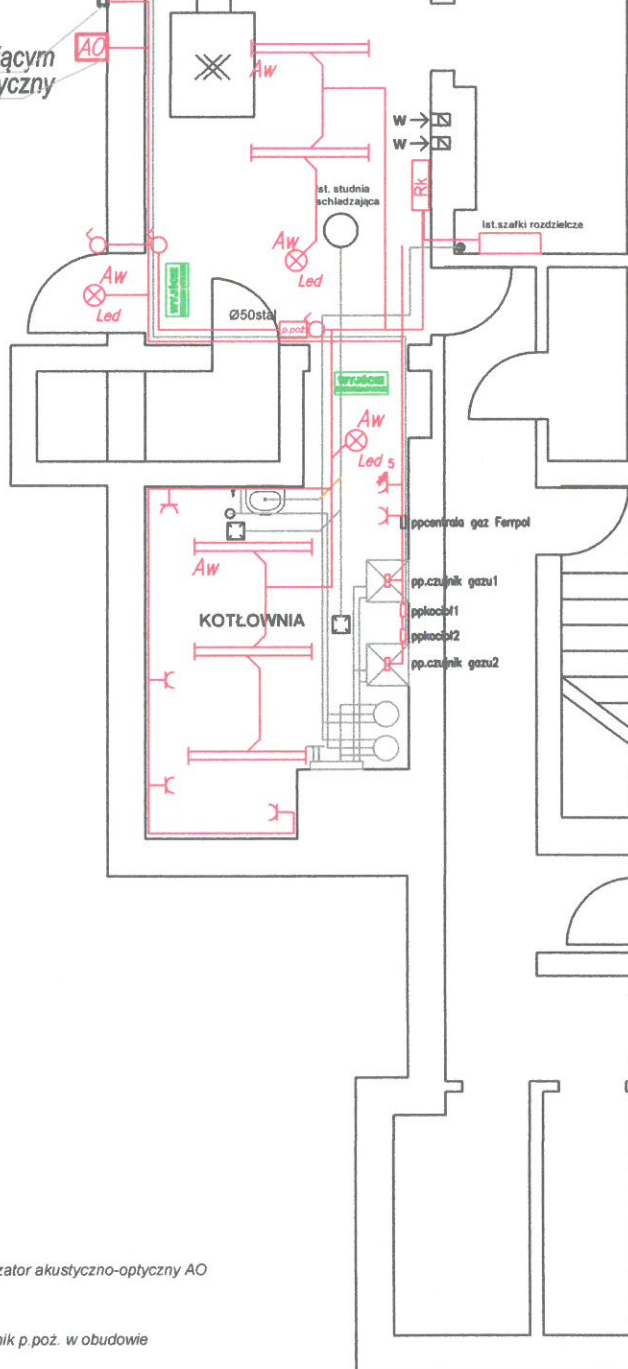 ącym
AO
yczny
Aw
W
W
Rk
ist. studnia
schładzająca
Ist.szafki rozdzielcze
Aw
Led
Aw
Led
WYJŚCIE
Ø50stal
p.poż
WYJŚCIE
Aw
Led
5
ppcentrala gaz Ferrpol
Aw
pp.czujnik gazu1
KOTŁOWNIA
ppkocioł1
ppkocioł2
pp.czujnik gazu2
zator akustyczno-optyczny AO
nik p.poż. w obudowie